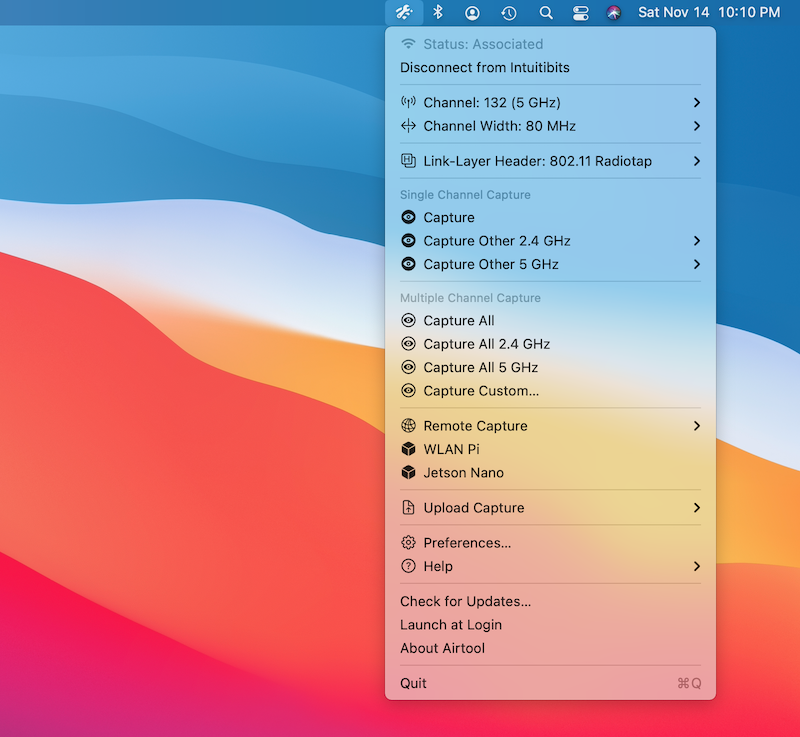 Sat Nov 14 10:10 PM
Status: Associated
Disconnect from Intuitibits
Channel: 132 (5 GHz)
Channel Width: 80 MHz
Link-Layer Header: 802.11 Radiotap
Single Channel Capture
Capture
Capture Other 2.4 GHz
Capture Other 5 GHz
Multiple Channel Capture
Capture All
Capture All 2.4 GHz
Capture All 5 GHz
Capture Custom...
Remote Capture
WLAN Pi
Jetson Nano
Upload Capture
Preferences...
Help
Check for Updates...
Launch at Login
About Airtool
Quit ⌘Q